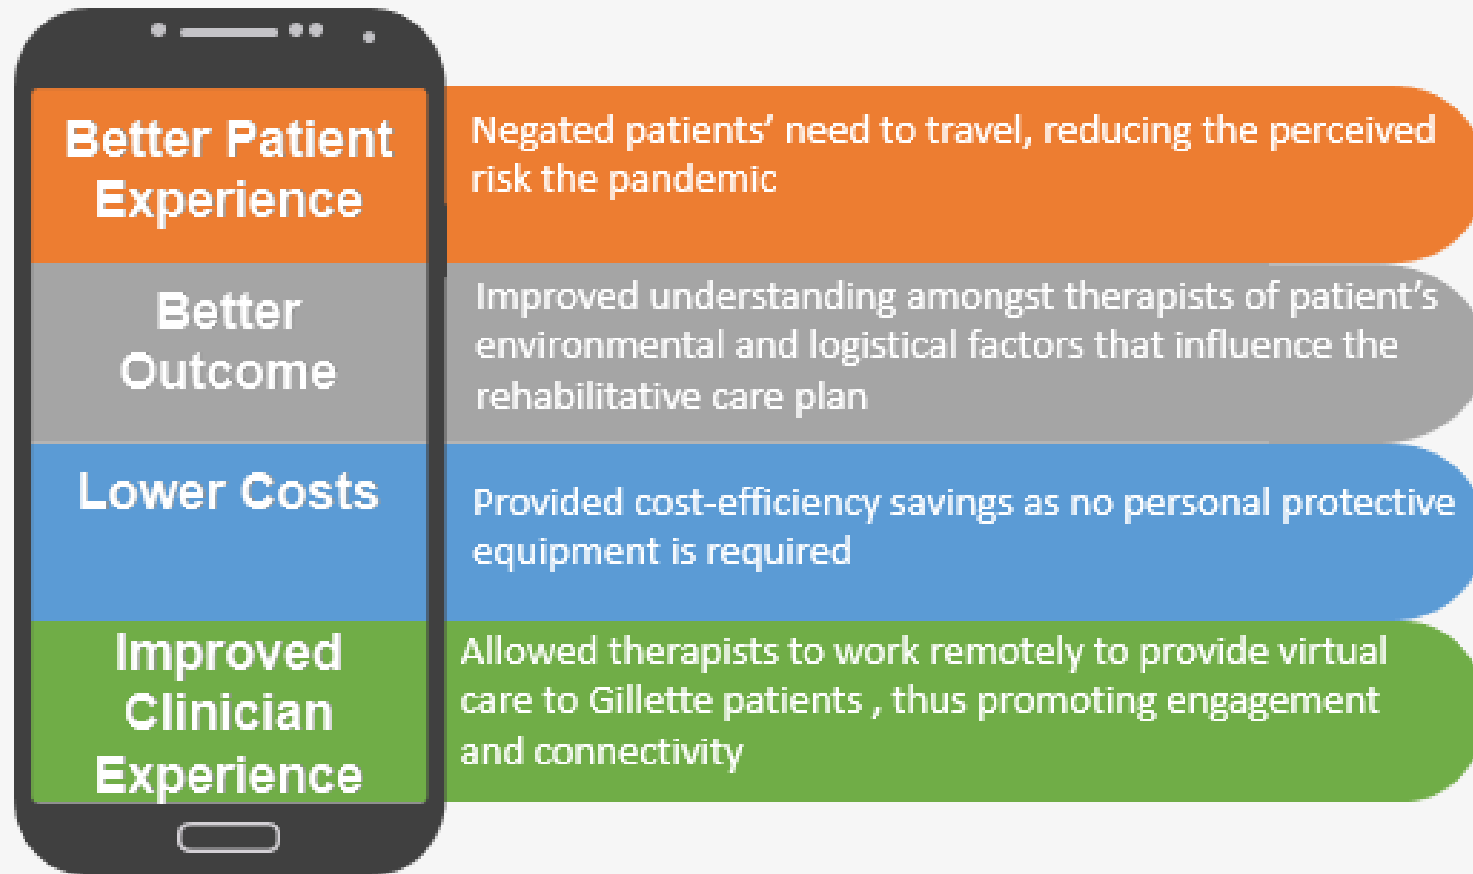 Better Patient
Experience
Negated patients’ need to travel, reducing the perceived
risk the pandemic
Better
Outcome
Improved understanding amongst therapists of patient’s
environmental and logistical factors that influence the
rehabilitative care plan
Lower Costs
Provided cost-efficiency savings as no personal protective
equipment is required
Improved
Clinician
Experience
Allowed therapists to work remotely to provide virtual
care to Gillette patients , thus promoting engagement
and connectivity